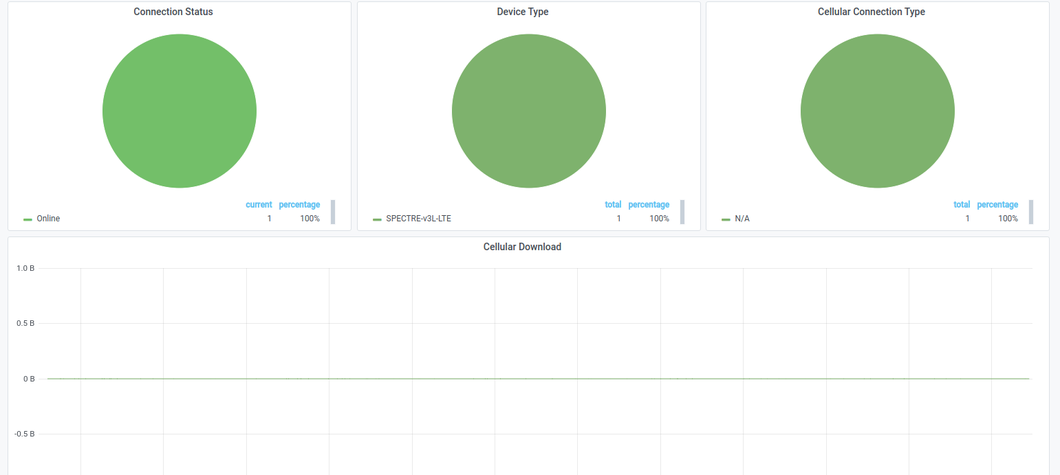 Connection Status
Device Type
Cellular Connection Type
current percentage
Online 1 100%
total percentage
SPECTRE-v3L-LTE 1 100%
total percentage
N/A 1 100%
Cellular Download
1.0 B
0.5 B
0 B
-0.5 B